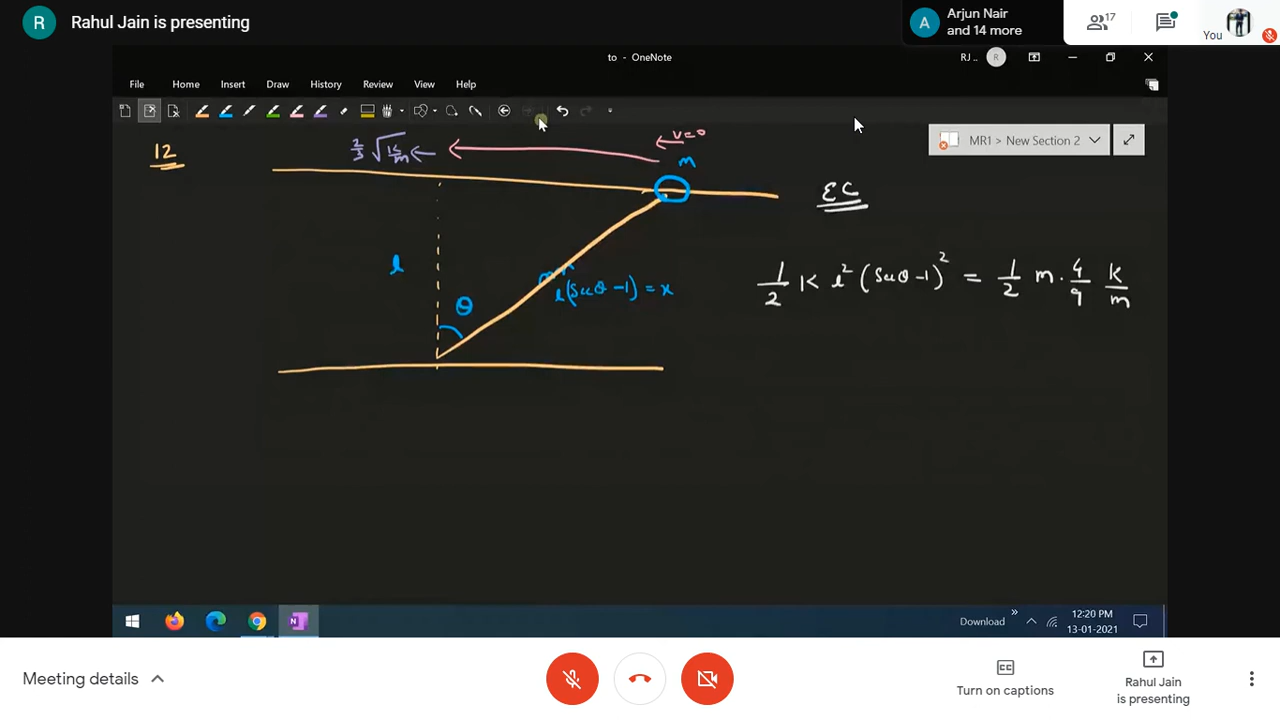 R Rahul Jain is presenting
A Arjun Nair
and 14 more
17
You
to - OneNote
RJ .. R
File Home Insert Draw History Review View Help
MR1 > New Section 2
12
2/3 √(k/m) ←
← v=0
m
EC
l
θ
l(secθ -1) = x
1/2 K l² (secθ -1)² = 1/2 m · 4/9 k/m
Download
12:20 PM
13-01-2021
Meeting details
Turn on captions
Rahul Jain
is presenting